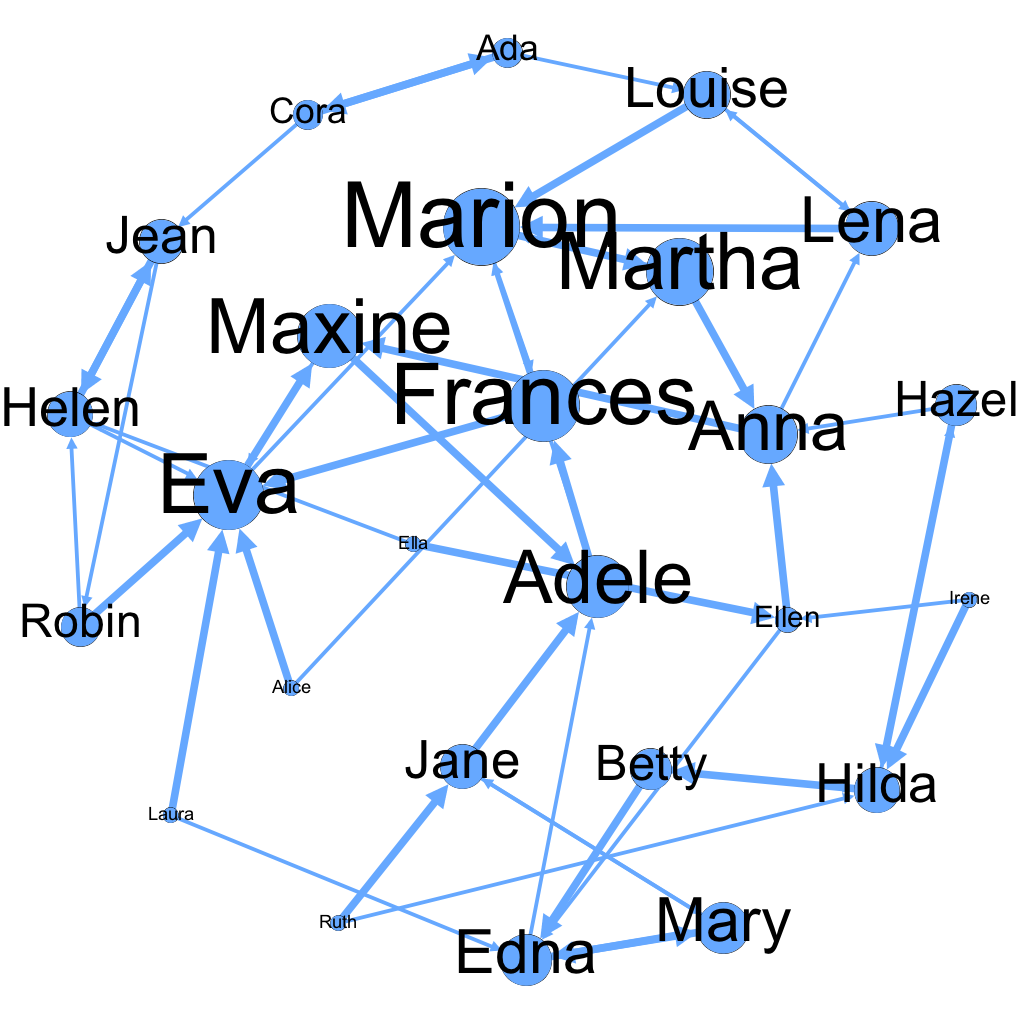 Ada
Louise
Cora
Marion
Lena
Jean
Martha
Maxine
Frances
Hazel
Helen
Anna
Eva
Ella
Adele
Irene
Ellen
Robin
Alice
Jane
Betty
Hilda
Laura
Ruth
Mary
Edna